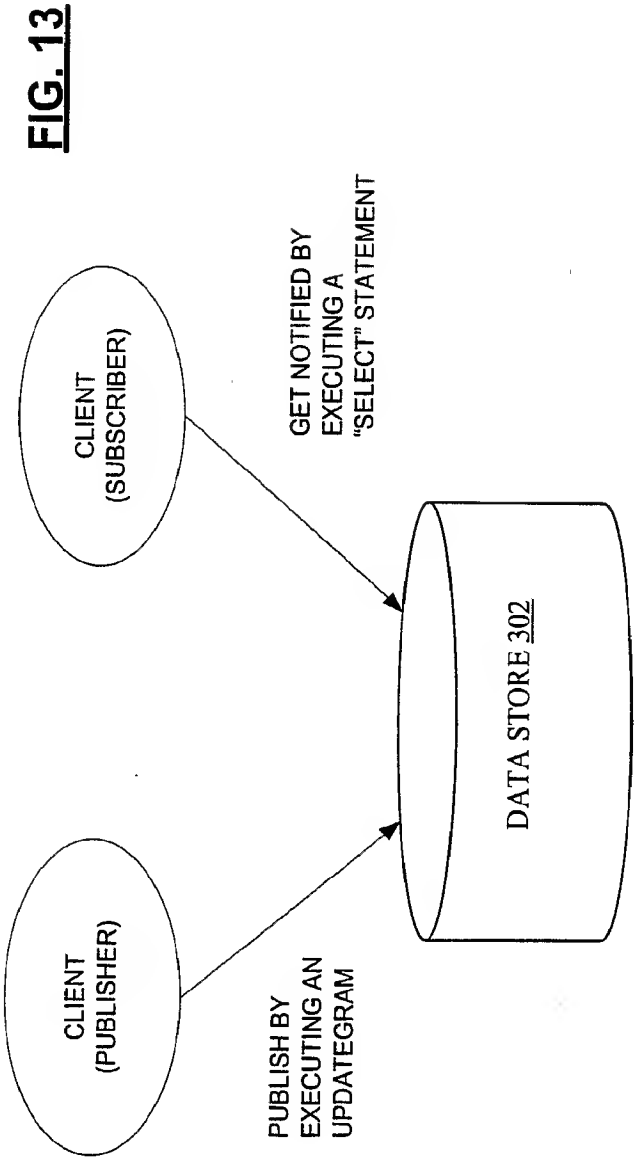 FIG. 13
CLIENT
(PUBLISHER)
CLIENT
(SUBSCRIBER)
PUBLISH BY
EXECUTING AN
UPDATEGRAM
GET NOTIFIED BY
EXECUTING A
"SELECT" STATEMENT
DATA STORE 302